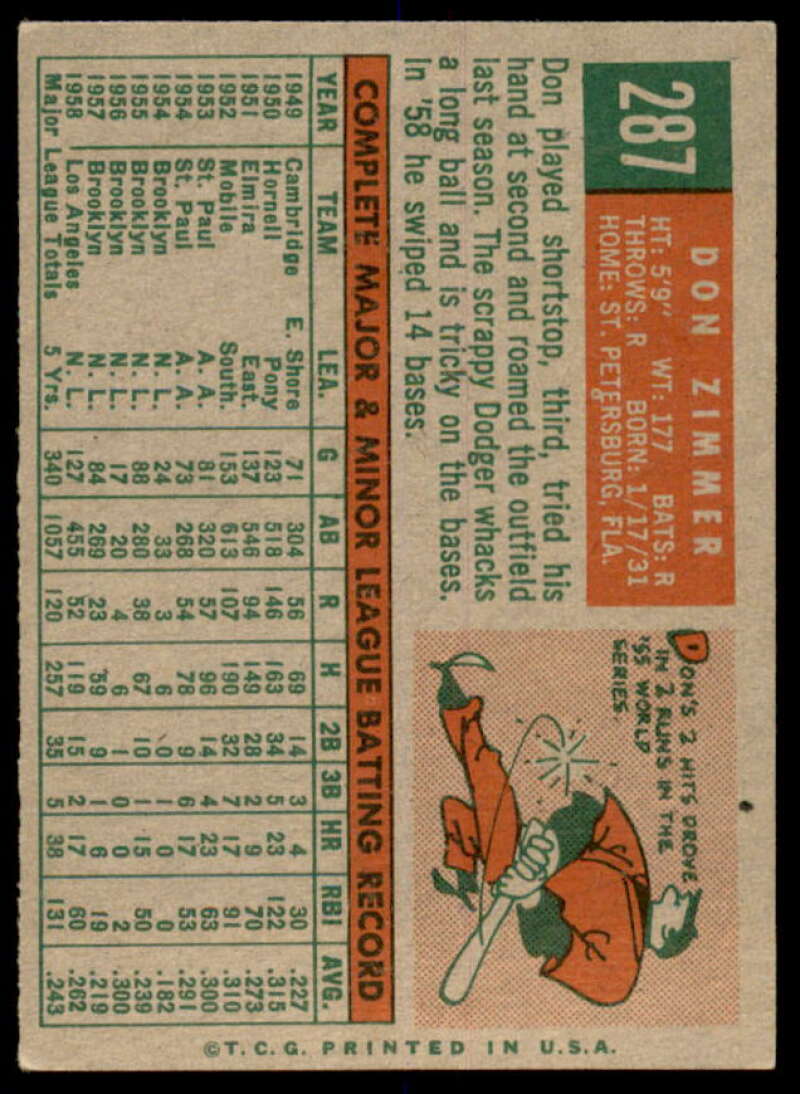 287
DON ZIMMER
HT: 5'9" WT: 177 BATS: R
THROWS: R BORN: 1/17/31
HOME: ST. PETERSBURG, FLA.
Don played shortstop, third, tried his
hand at second and roamed the outfield
last season. The scrappy Dodger whacks
a long ball and is tricky on the bases.
In '58 he swiped 14 bases.
DON'S 2 HITS DROVE
IN 2 RUNS IN THE
'55 WORLD
SERIES.
COMPLETE MAJOR & MINOR LEAGUE BATTING RECORD
YEAR TEAM LEA. G AB R H 2B 3B HR RBI AVG.
1949 Cambridge E. Shore 71 304 56 69 14 3 4 30 .227
1950 Hornell Pony 123 518 146 163 34 5 23 122 .315
1951 Elmira East. 137 546 94 149 28 2 9 70 .273
1952 Mobile South. 153 613 107 190 32 7 17 91 .310
1953 St. Paul A. A. 81 320 57 96 14 4 23 63 .300
1954 St. Paul A. A. 73 268 54 78 9 6 17 53 .291
1954 Brooklyn N. L. 24 33 3 6 0 1 0 0 .182
1955 Brooklyn N. L. 88 280 38 67 10 1 15 50 .239
1956 Brooklyn N. L. 17 20 4 6 1 0 0 2 .300
1957 Brooklyn N. L. 84 269 23 59 9 1 6 19 .219
1958 Los Angeles N. L. 127 455 52 119 15 2 17 60 .262
Major League Totals 5 Yrs. 340 1057 120 257 35 5 38 131 .243
©T.C.G. PRINTED IN U.S.A.